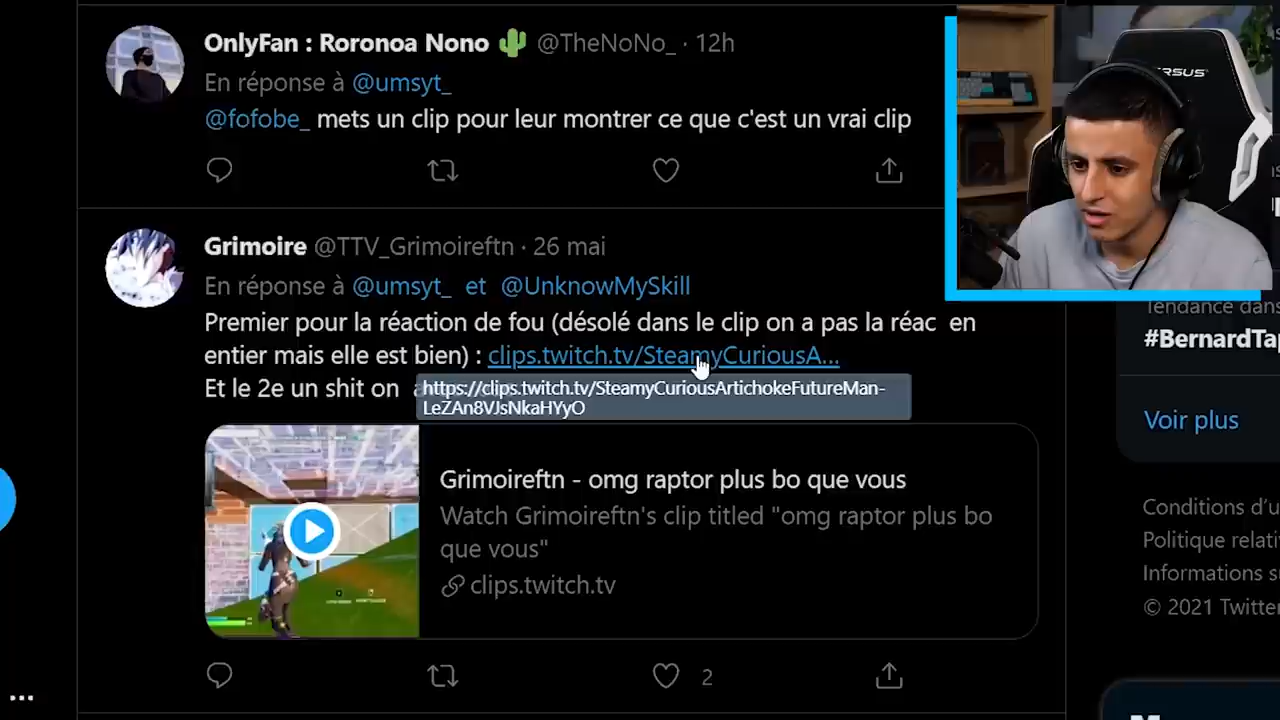 OnlyFan : Roronoa Nono 🌵 @TheNoNo_ · 12h
En réponse à @umsyt_
@fofobe_ mets un clip pour leur montrer ce que c'est un vrai clip
Grimoire @TTV_Grimoireftn · 26 mai
En réponse à @umsyt_ et @UnknowMySkill
Premier pour la réaction de fou (désolé dans le clip on a pas la réac en
entier mais elle est bien) : clips.twitch.tv/SteamyCuriousA...
Et le 2e un shit on
https://clips.twitch.tv/SteamyCuriousArtichokeFutureMan-
LeZAn8VJsNkaHYyO
Grimoireftn - omg raptor plus bo que vous
Watch Grimoireftn's clip titled "omg raptor plus bo
que vous"
clips.twitch.tv
2
Tendance dans
#BernardTap
Voir plus
Conditions d'u
Politique relati
Informations s
© 2021 Twitter